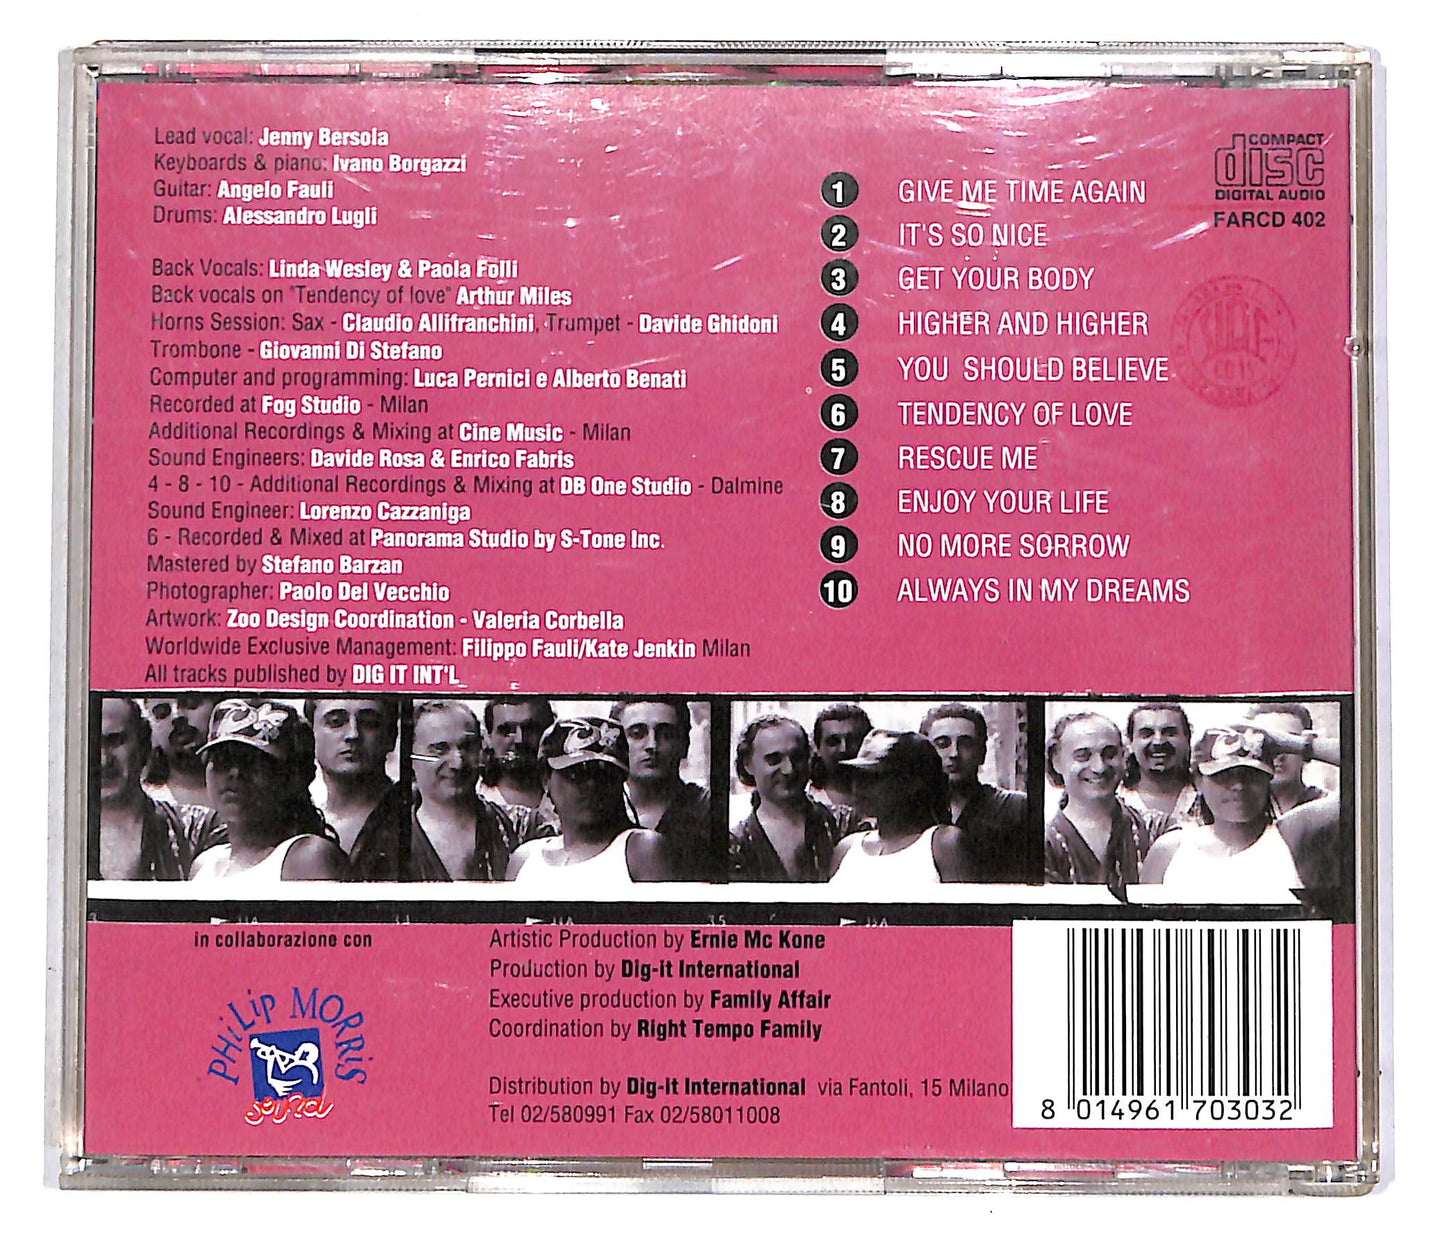 Lead vocal: Jenny Bersola
Keyboards & piano: Ivano Borgazzi
Guitar: Angelo Fauli
Drums: Alessandro Lugli
Back Vocals: Linda Wesley & Paola Folli
Back vocals on "Tendency of love" Arthur Miles
Horns Session: Sax - Claudio Allifranchini, Trumpet - Davide Ghidoni
Trombone - Giovanni Di Stefano
Computer and programming: Luca Pernici e Alberto Benati
Recorded at Fog Studio - Milan
Additional Recordings & Mixing at Cine Music - Milan
Sound Engineers: Davide Rosa & Enrico Fabris
4 - 8 - 10 - Additional Recordings & Mixing at DB One Studio - Dalmine
Sound Engineer: Lorenzo Cazzaniga
6 - Recorded & Mixed at Panorama Studio by S-Tone Inc.
Mastered by Stefano Barzan
Photographer: Paolo Del Vecchio
Artwork: Zoo Design Coordination - Valeria Corbella
Worldwide Exclusive Management: Filippo Fauli/Kate Jenkin Milan
All tracks published by DIG IT INT'L
1 GIVE ME TIME AGAIN
2 IT'S SO NICE
3 GET YOUR BODY
4 HIGHER AND HIGHER
5 YOU SHOULD BELIEVE
6 TENDENCY OF LOVE
7 RESCUE ME
8 ENJOY YOUR LIFE
9 NO MORE SORROW
10 ALWAYS IN MY DREAMS
COMPACT
disc
DIGITAL AUDIO
FARCD 402
in collaborazione con
PHiLip MORRiS
sound
Artistic Production by Ernie Mc Kone
Production by Dig-it International
Executive production by Family Affair
Coordination by Right Tempo Family
Distribution by Dig-it International via Fantoli, 15 Milano
Tel 02/580991 Fax 02/58011008
8 014961 703032